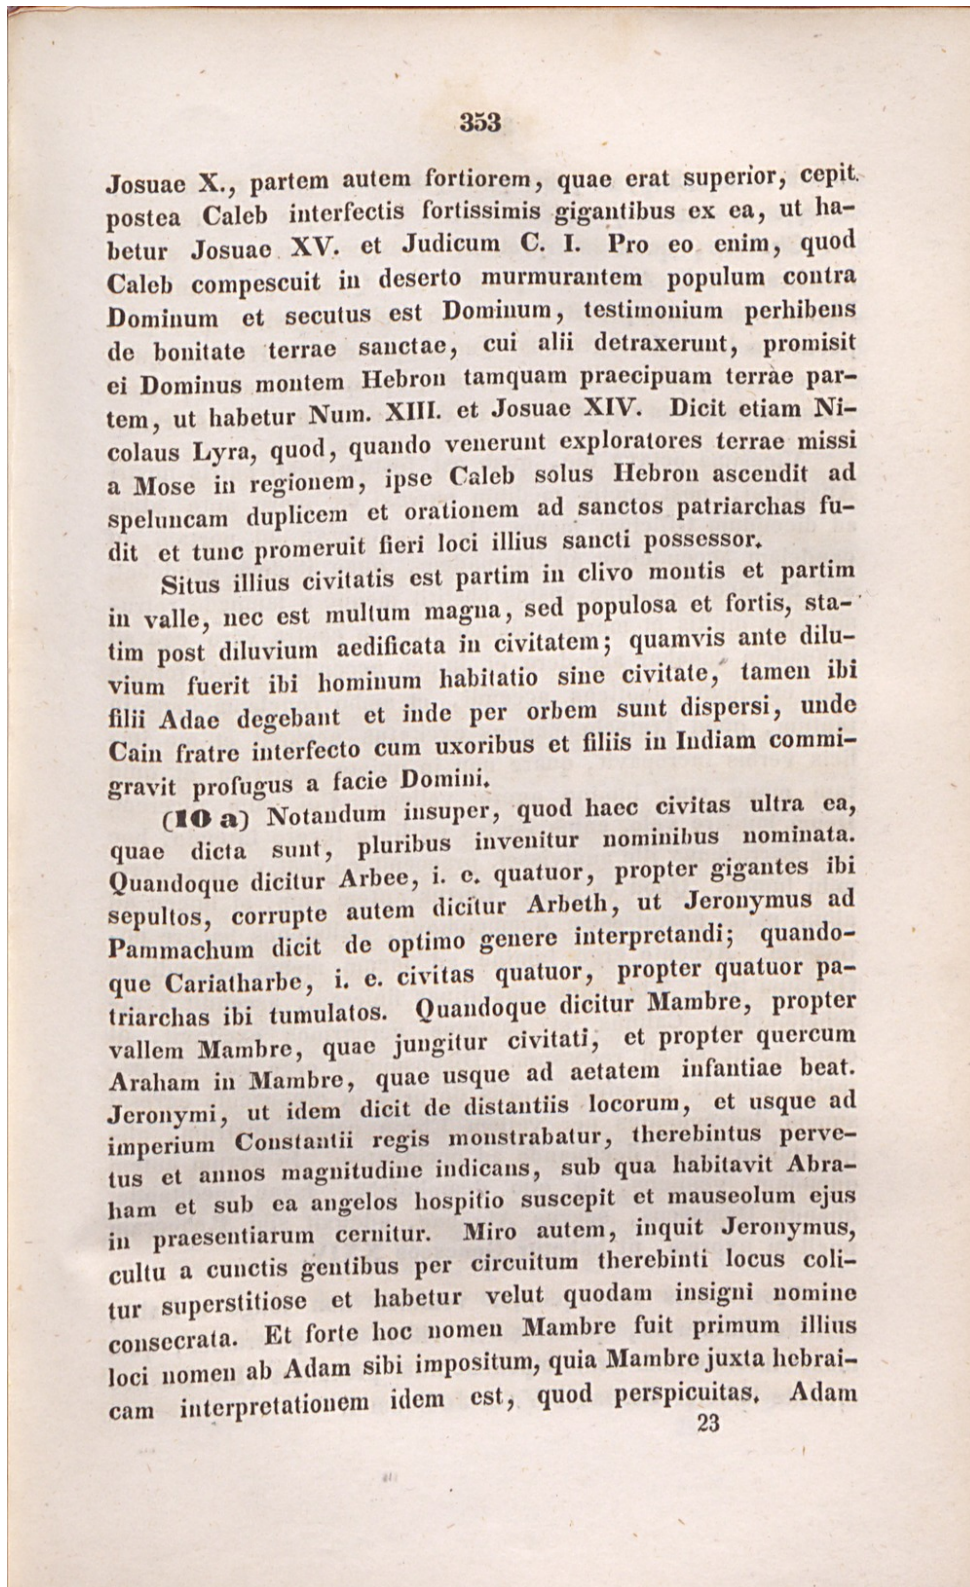 353
Josuae X., partem autem fortiorem, quae erat superior, cepit
postea Caleb interfectis fortissimis gigantibus ex ea, ut ha-
betur Josuae XV. et Judicum C. I. Pro eo enim, quod
Caleb compescuit in deserto murmurantem populum contra
Dominum et secutus est Dominum, testimonium perhibens
de bonitate terrae sanctae, cui alii detraxerunt, promisit
ei Dominus montem Hebron tamquam praecipuam terrae par-
tem, ut habetur Num. XIII. et Josuae XIV. Dicit etiam Ni-
colaus Lyra, quod, quando venerunt exploratores terrae missi
a Mose in regionem, ipse Caleb solus Hebron ascendit ad
speluncam duplicem et orationem ad sanctos patriarchas fu-
dit et tunc promeruit fieri loci illius sancti possessor.
Situs illius civitatis est partim in clivo montis et partim
in valle, nec est multum magna, sed populosa et fortis, sta-
tim post diluvium aedificata in civitatem; quamvis ante dilu-
vium fuerit ibi hominum habitatio sine civitate, tamen ibi
filii Adae degebant et inde per orbem sunt dispersi, unde
Cain fratre interfecto cum uxoribus et filiis in Indiam commi-
gravit profugus a facie Domini.
(10 a) Notandum insuper, quod haec civitas ultra ea,
quae dicta sunt, pluribus invenitur nominibus nominata.
Quandoque dicitur Arbee, i. e. quatuor, propter gigantes ibi
sepultos, corrupte autem dicitur Arbeth, ut Jeronymus ad
Pammachum dicit de optimo genere interpretandi; quando-
que Cariatharbe, i. e. civitas quatuor, propter quatuor pa-
triarchas ibi tumulatos. Quandoque dicitur Mambre, propter
vallem Mambre, quae jungitur civitati, et propter quercum
Araham in Mambre, quae usque ad aetatem infantiae beat.
Jeronymi, ut idem dicit de distantiis locorum, et usque ad
imperium Constantii regis monstrabatur, therebintus perve-
tus et annos magnitudine indicans, sub qua habitavit Abra-
ham et sub ea angelos hospitio suscepit et mauseolum ejus
in praesentiarum cernitur. Miro autem, inquit Jeronymus,
cultu a cunctis gentibus per circuitum therebinti locus coli-
tur superstitiose et habetur velut quodam insigni nomine
consecrata. Et forte hoc nomen Mambre fuit primum illius
loci nomen ab Adam sibi impositum, quia Mambre juxta hebrai-
cam interpretationem idem est, quod perspicuitas. Adam
23